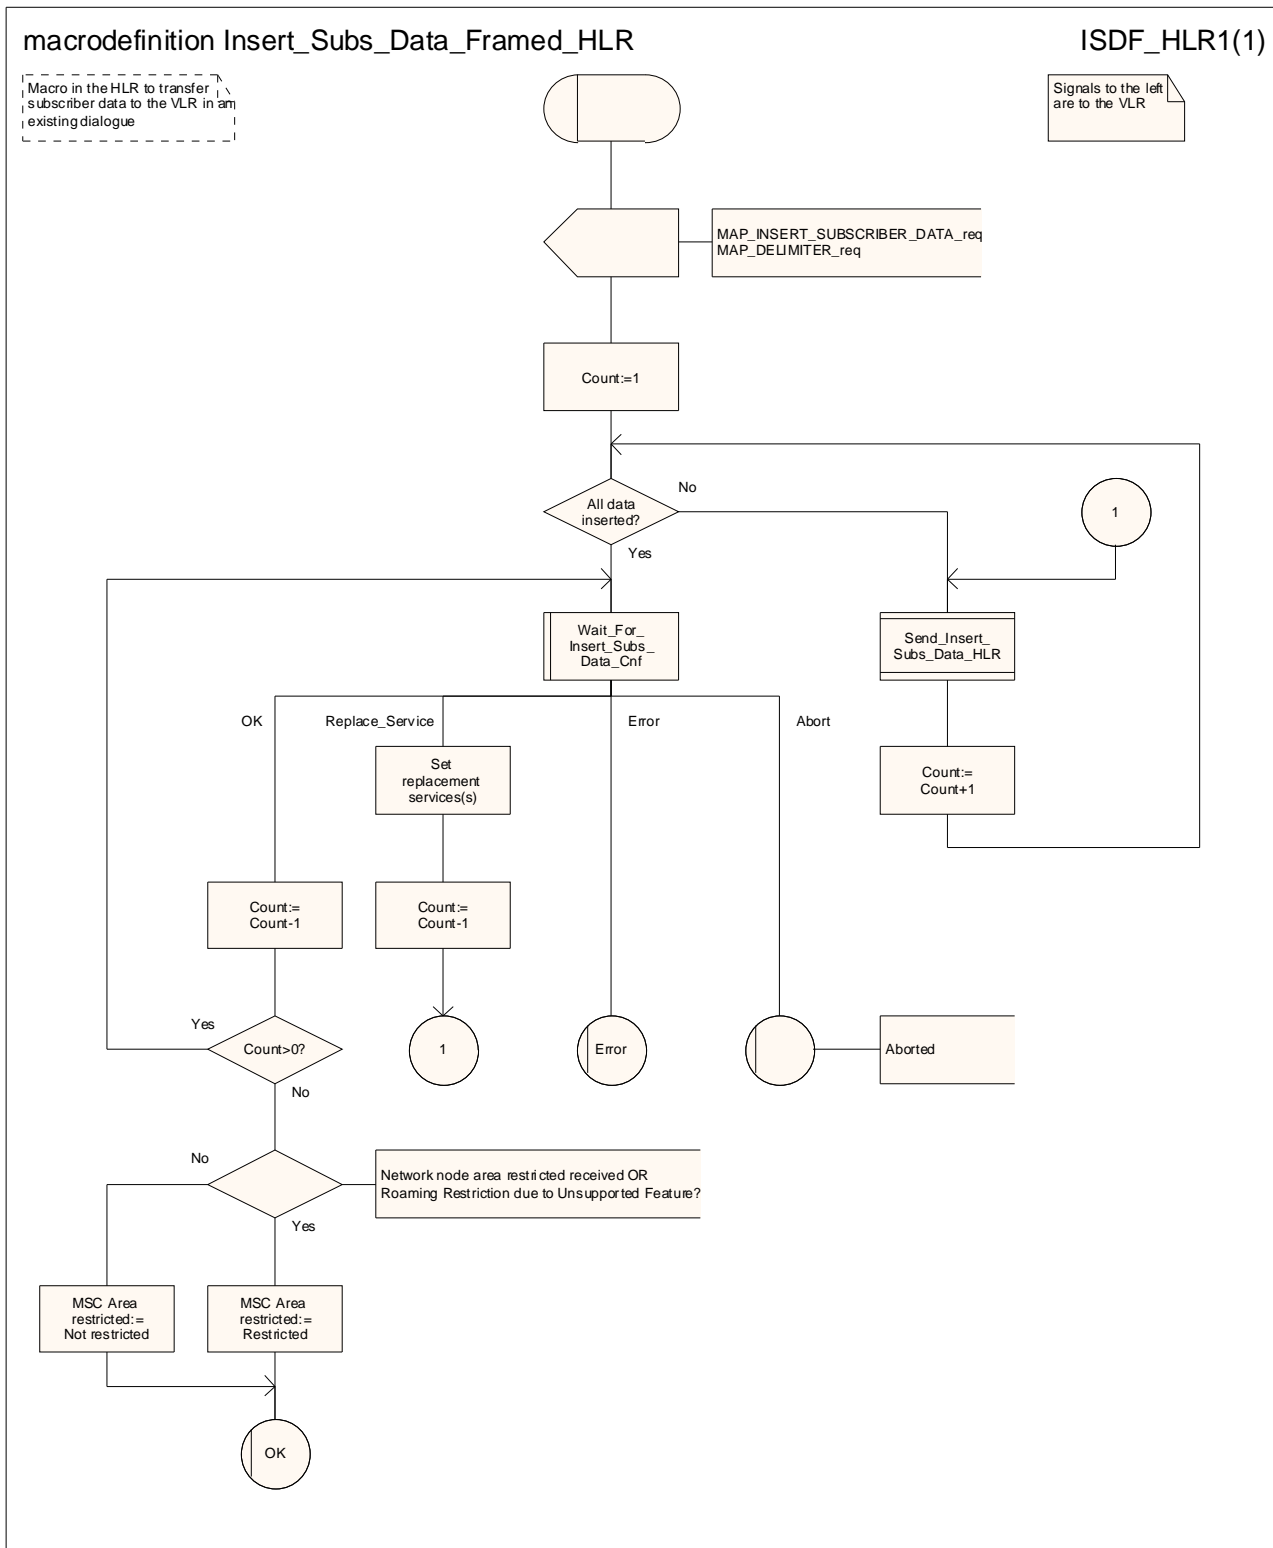 macrodefinition Insert_Subs_Data_Framed_HLR
ISDF_HLR1(1)
Macro in the HLR to transfer
subscriber data to the VLR in an
existing dialogue
Signals to the left
are to the VLR
MAP_INSERT_SUBSCRIBER_DATA_req
MAP_DELIMITER_req
Count:=1
All data
inserted?
No
1
Yes
Wait_For_
Insert_Subs_
Data_Cnf
Send_Insert_
Subs_Data_HLR
OK
Replace_Service
Error
Abort
Set
replacement
services(s)
Count:=
Count+1
Count:=
Count-1
Count:=
Count-1
Yes
Count>0?
1
Error
Aborted
No
No
Network node area restricted received OR
Roaming Restriction due to Unsupported Feature?
Yes
MSC Area
restricted:=
Not restricted
MSC Area
restricted:=
Restricted
OK